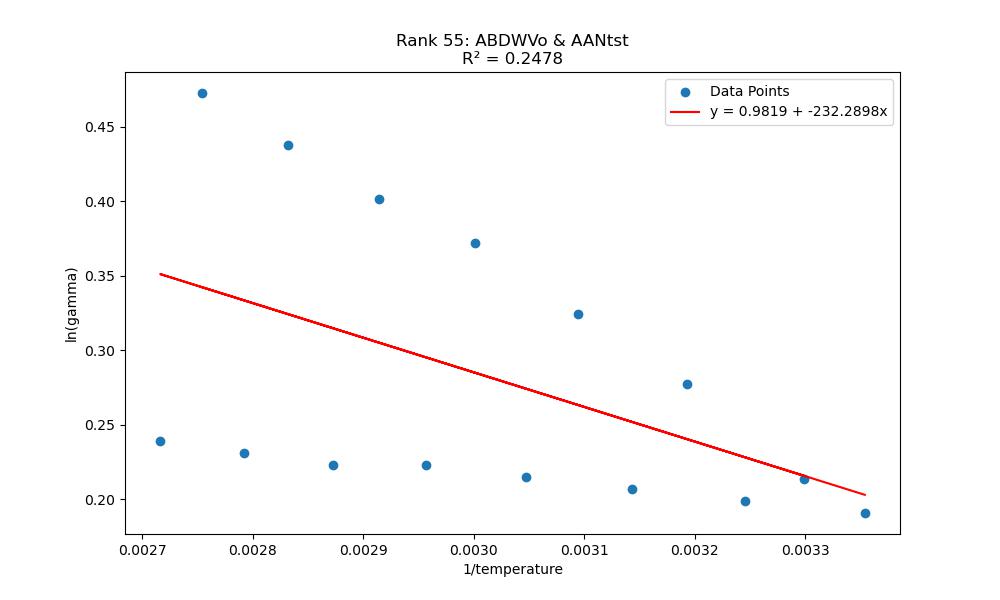 Rank 55: ABDWVo & AANtst
R² = 0.2478
Data Points
y = 0.9819 + -232.2898x
ln(gamma)
0.45
0.40
0.35
0.30
0.25
0.20
0.0027 0.0028 0.0029 0.0030 0.0031 0.0032 0.0033
1/temperature